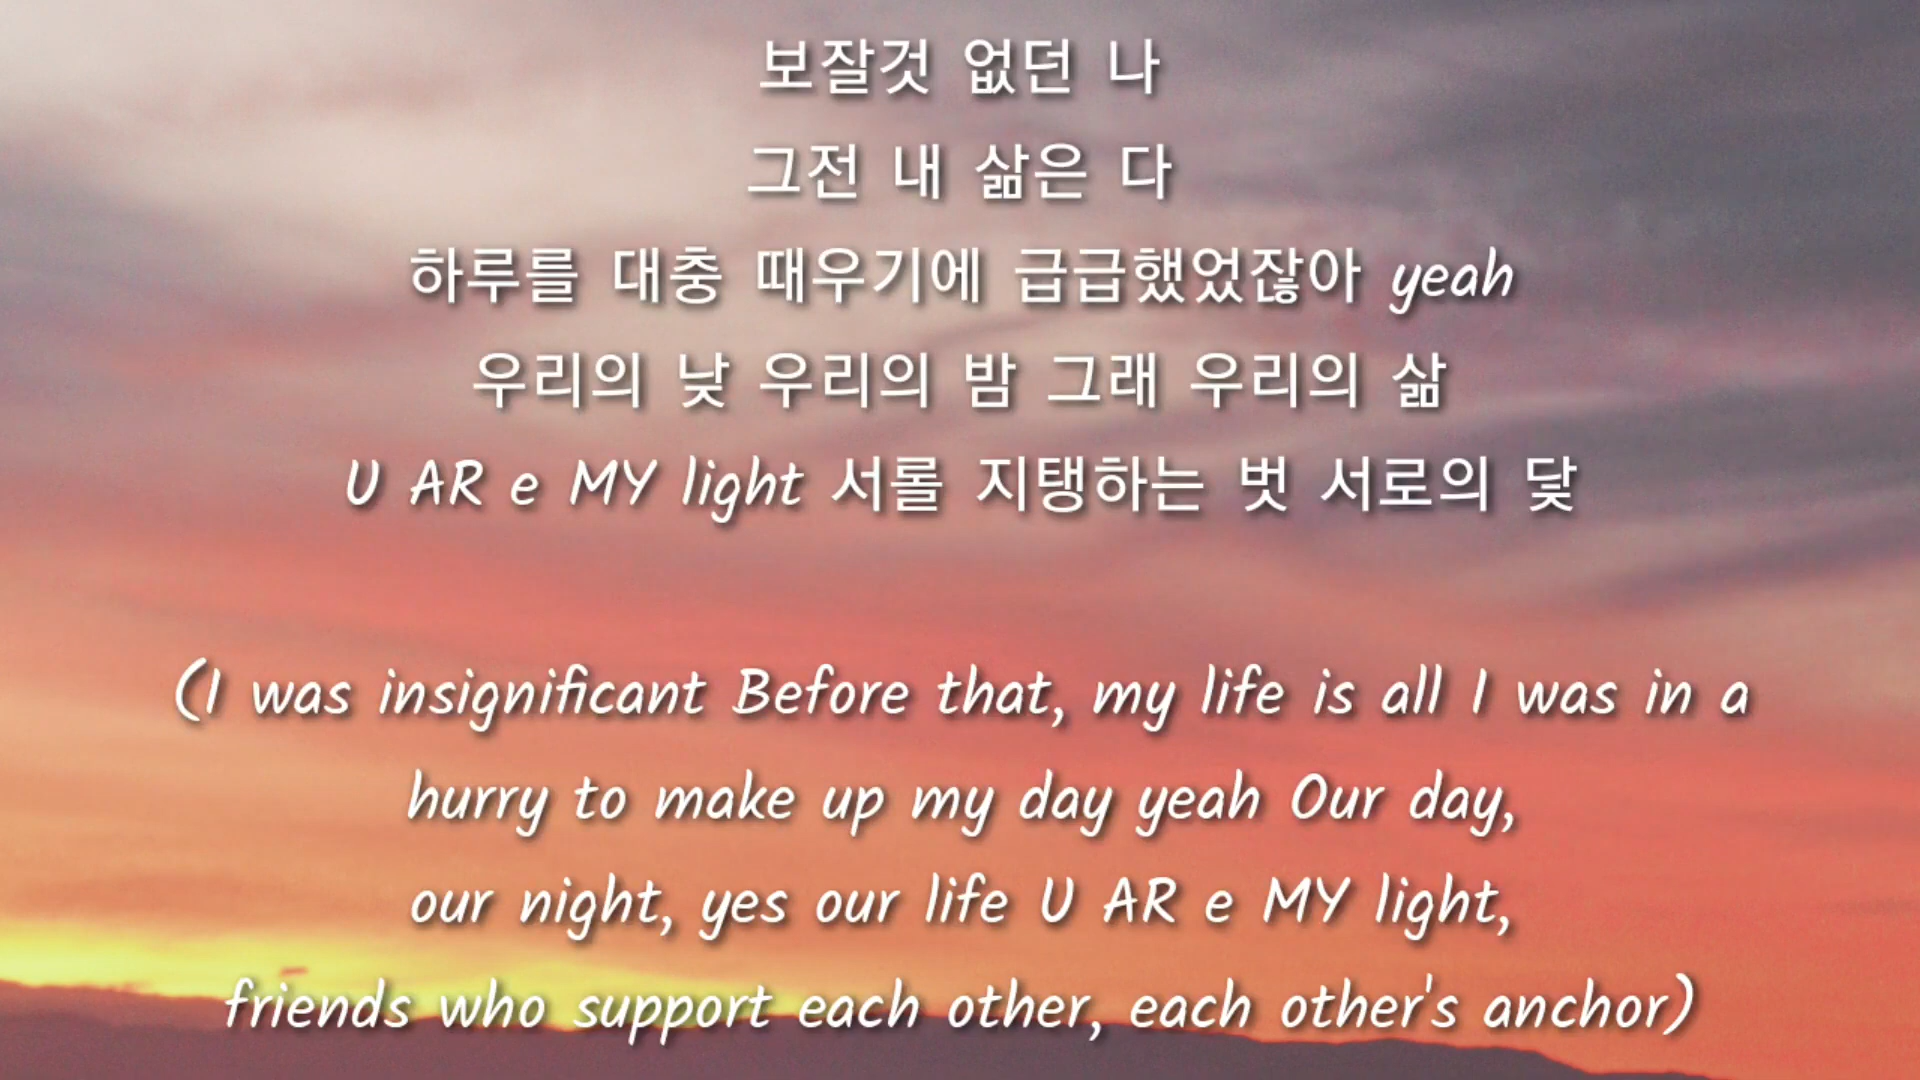 보잘것 없던 나
그전 내 삶은 다
하루를 대충 때우기에 급급했었잖아 yeah
우리의 낮 우리의 밤 그래 우리의 삶
U AR e MY light 서롤 지탱하는 벗 서로의 닻
(I was insignificant Before that, my life is all I was in a
hurry to make up my day yeah Our day,
our night, yes our life U AR e MY light,
friends who support each other, each other's anchor)